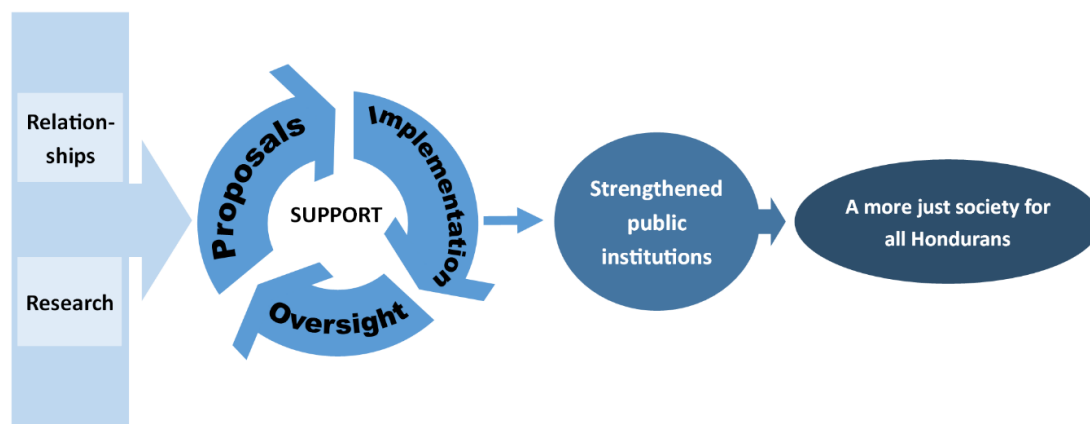 Relation-
ships
Research
Proposals
Implementation
Oversight
SUPPORT
Strengthened
public
institutions
A more just society for
all Hondurans